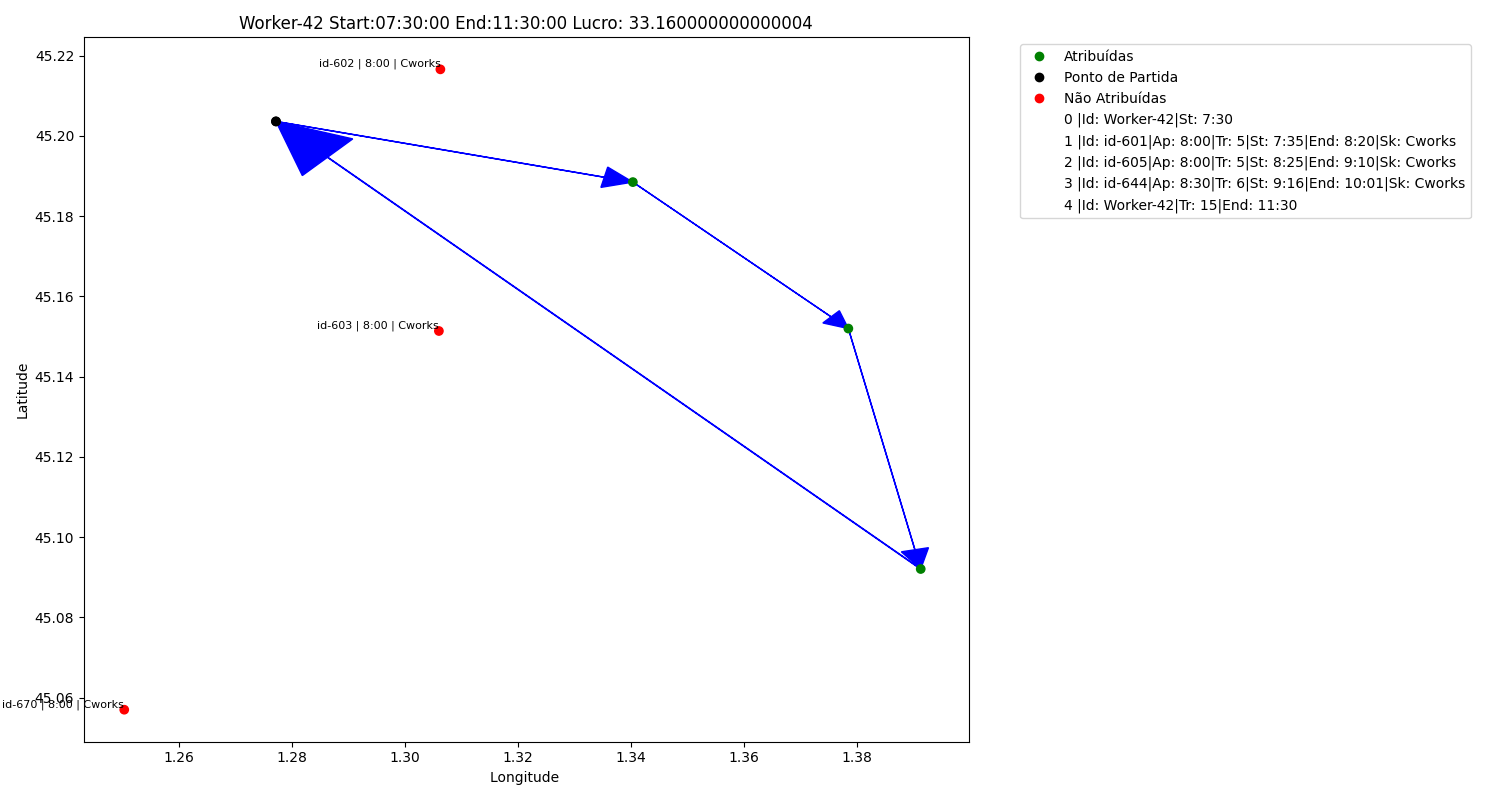 Worker-42 Start:07:30:00 End:11:30:00 Lucro: 33.160000000000004
45.22
45.20
45.18
45.16
45.14
45.12
45.10
45.08
45.06
Latitude
id-602 | 8:00 | Cworks
id-603 | 8:00 | Cworks
id-670 | 8:00 | Cworks
1.26
1.28
1.30
1.32
1.34
1.36
1.38
Longitude
Atribuídas
Ponto de Partida
Não Atribuídas
0 |Id: Worker-42|St: 7:30
1 |Id: id-601|Ap: 8:00|Tr: 5|St: 7:35|End: 8:20|Sk: Cworks
2 |Id: id-605|Ap: 8:00|Tr: 5|St: 8:25|End: 9:10|Sk: Cworks
3 |Id: id-644|Ap: 8:30|Tr: 6|St: 9:16|End: 10:01|Sk: Cworks
4 |Id: Worker-42|Tr: 15|End: 11:30